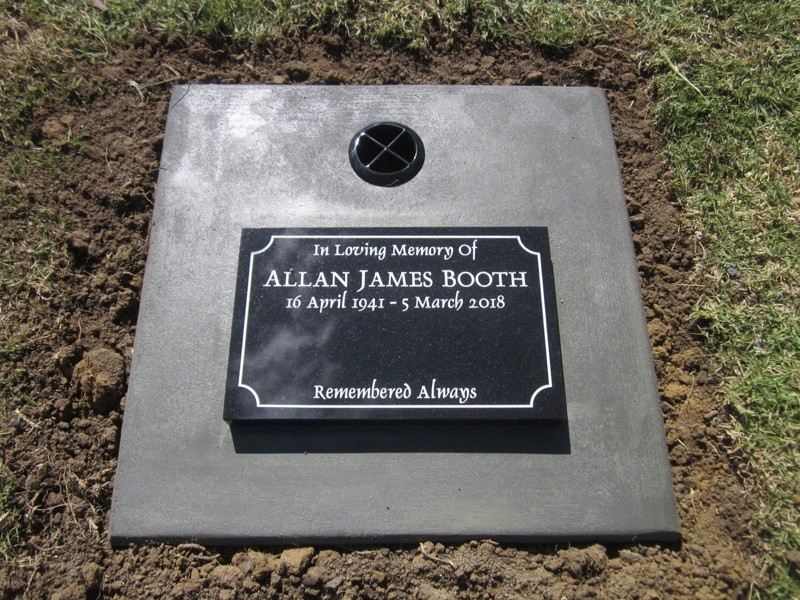 In Loving Memory Of
ALLAN JAMES BOOTH
16 April 1941 - 5 March 2018
Remembered Always